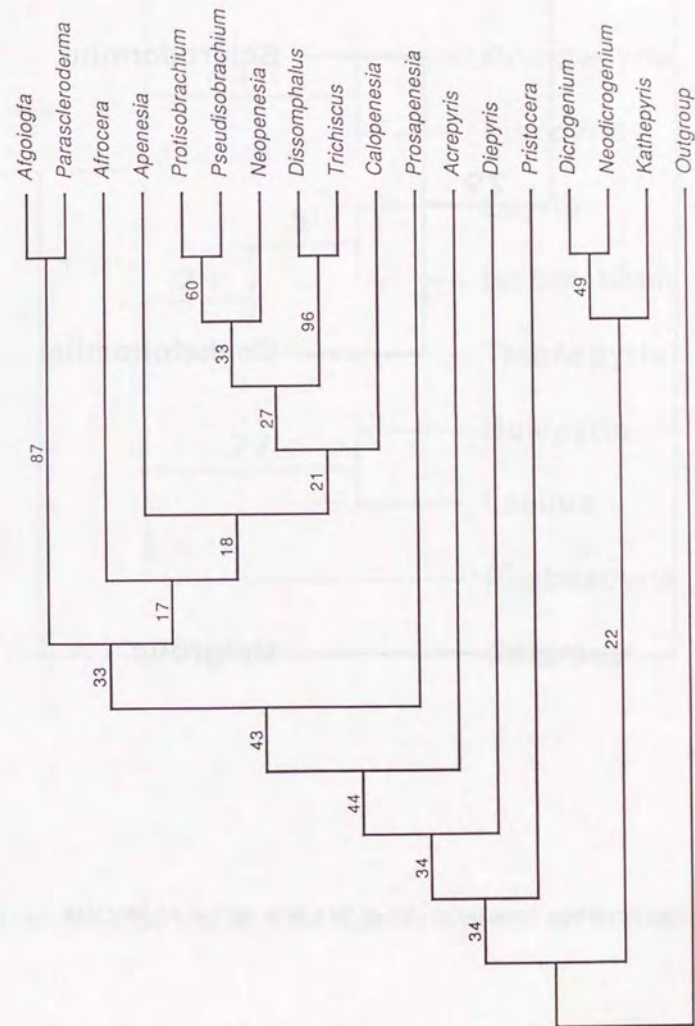 Afgoiogfa
Parascleroderma
Afrocera
Apenesia
Protisobrachium
Pseudisobrachium
Neopenesia
Dissomphalus
Trichiscus
Calopenesia
Prosapenesia
Acrepyris
Diepyris
Pristocera
Dicrogenium
Neodicrogenium
Kathepyris
Outgroup
87
60
33
96
27
21
18
17
33
43
44
34
34
49
22